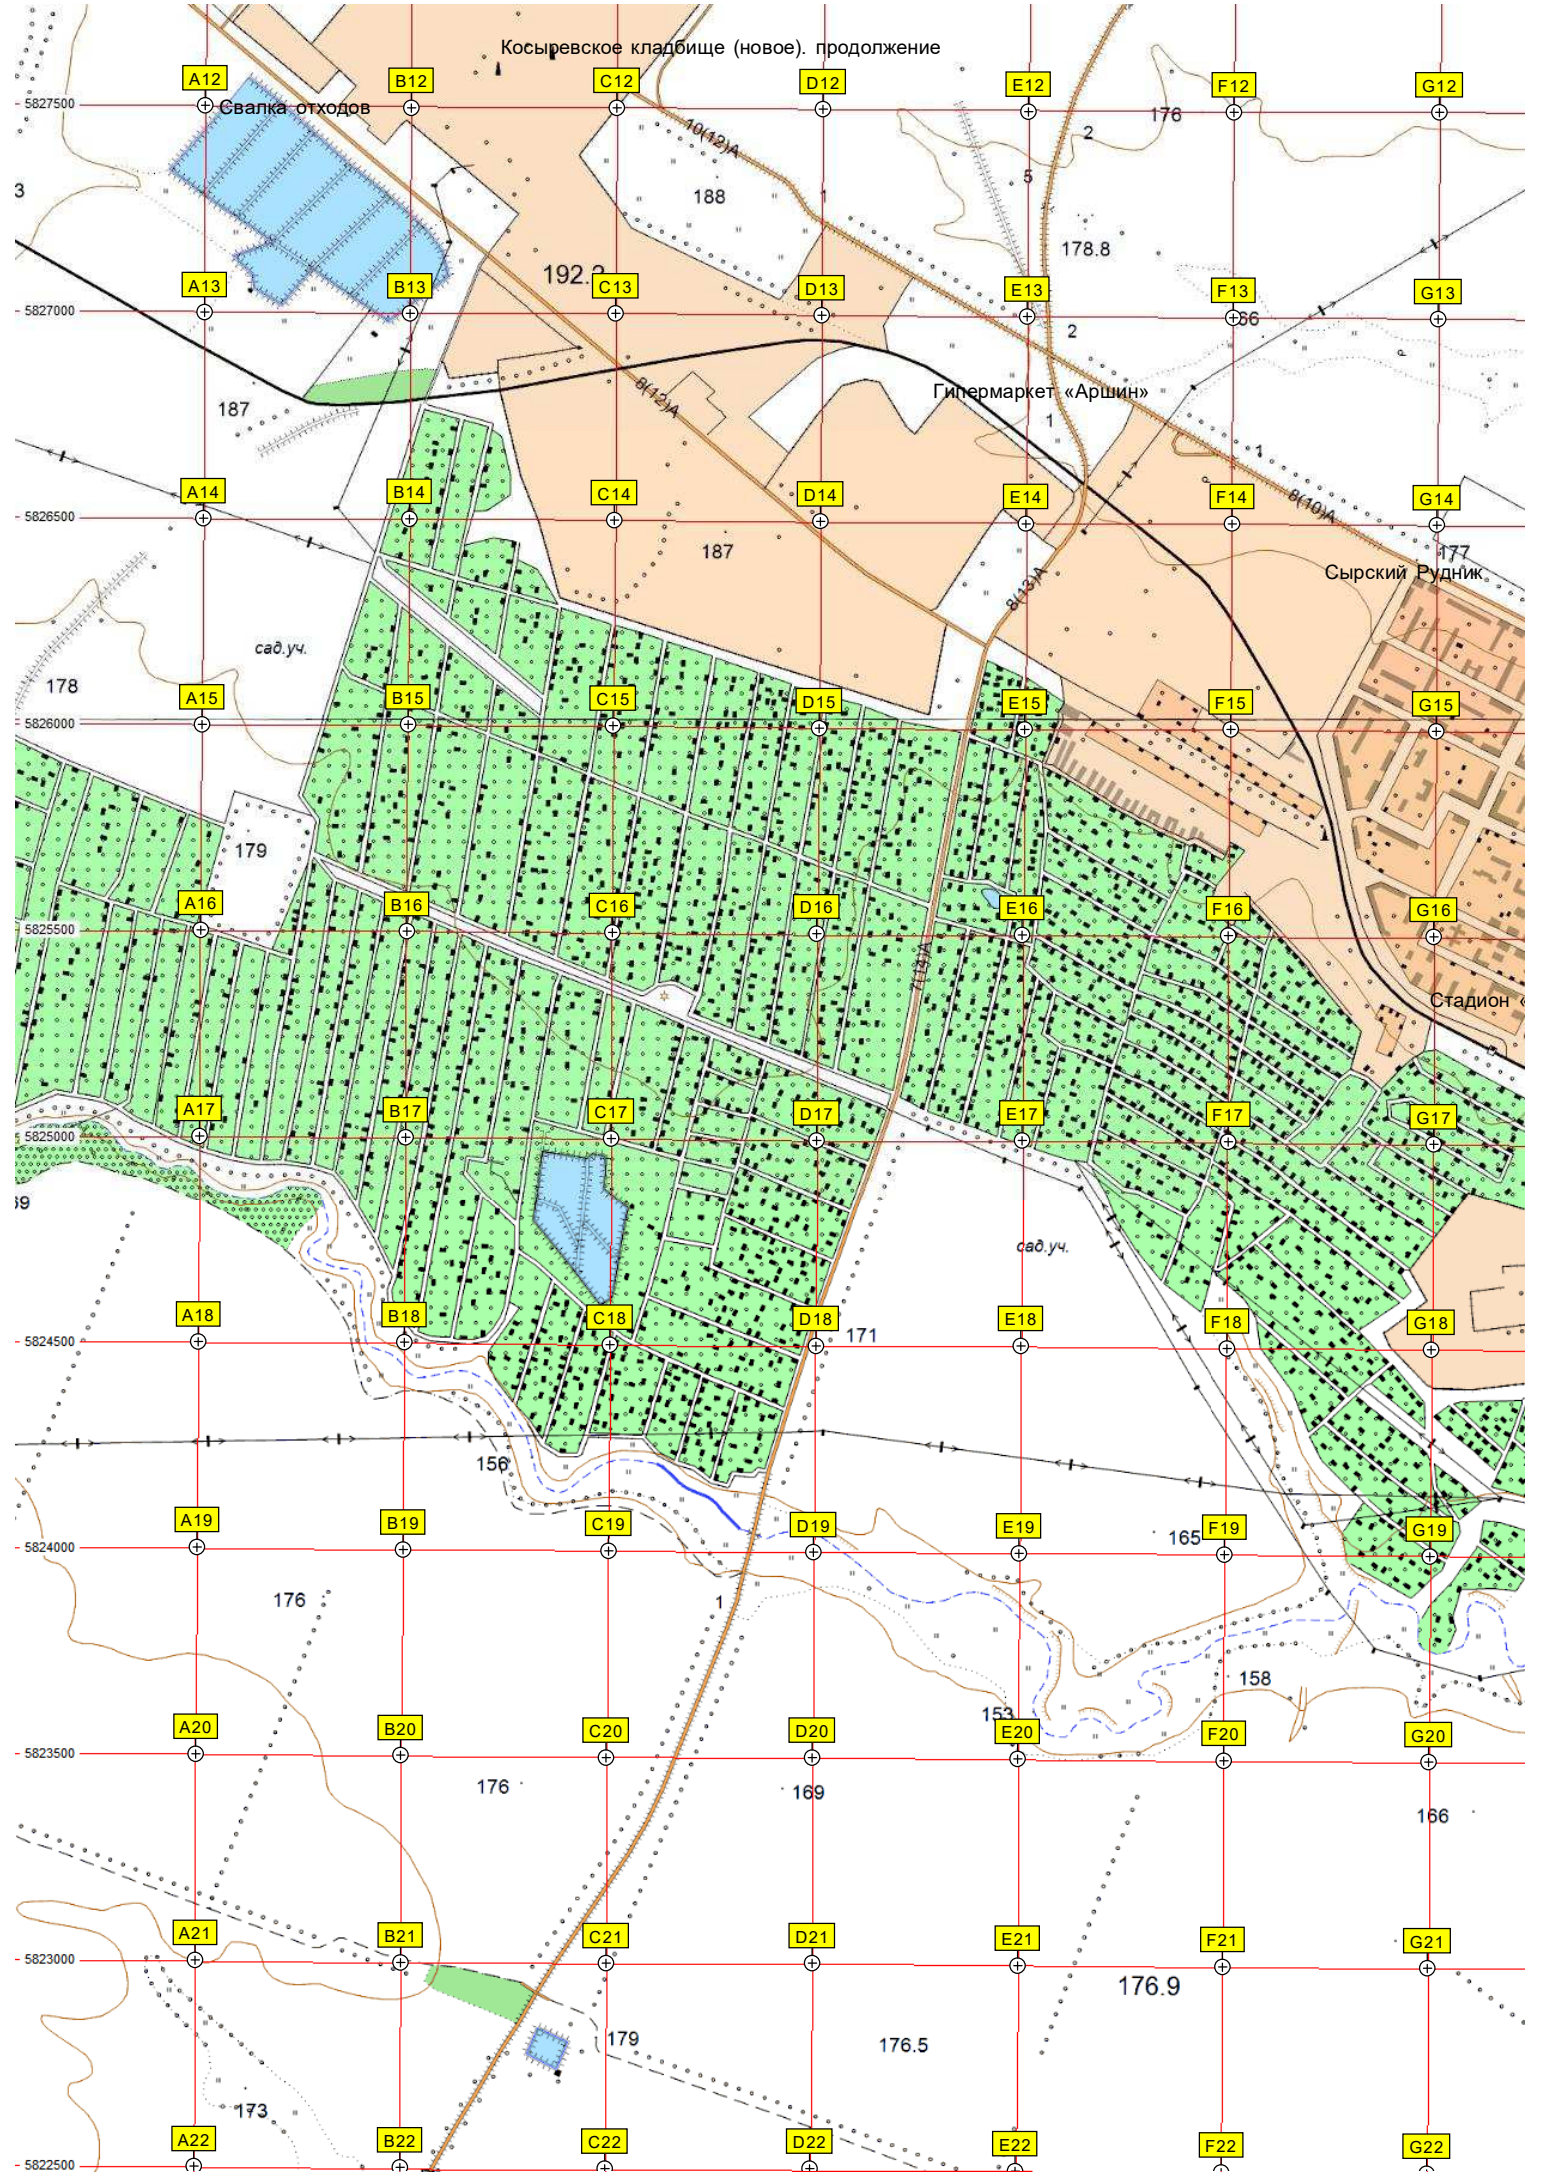 Косыревское кладбище (новое). продолжение
A12 B12 C12 D12 E12 F12 G12
5827500
Свалка отходов
176
10(12)А
2
3
188
1
5
178.8
192.2
A13 B13 C13 D13 E13 F13 G13
5827000
66
2
187
8(12)А
Гипермаркет «Аршин»
1
1
A14 B14 C14 D14 E14 F14 G14
8(10)А
5826500
187
177
Сырский Рудник
8(13)А
сад.уч.
178
A15 B15 C15 D15 E15 F15 G15
5826000
179
A16 B16 C16 D16 E16 F16 G16
5825500
Стадион «
A17 B17 C17 D17 E17 F17 G17
5825000
39
сад.уч.
A18 B18 C18 D18 E18 F18 G18
5824500
171
156
A19 B19 C19 D19 E19 F19 G19
165
5824000
176
1
158
153
A20 B20 C20 D20 E20 F20 G20
5823500
176
169
166
A21 B21 C21 D21 E21 F21 G21
5823000
176.9
179
176.5
173
A22 B22 C22 D22 E22 F22 G22
5822500